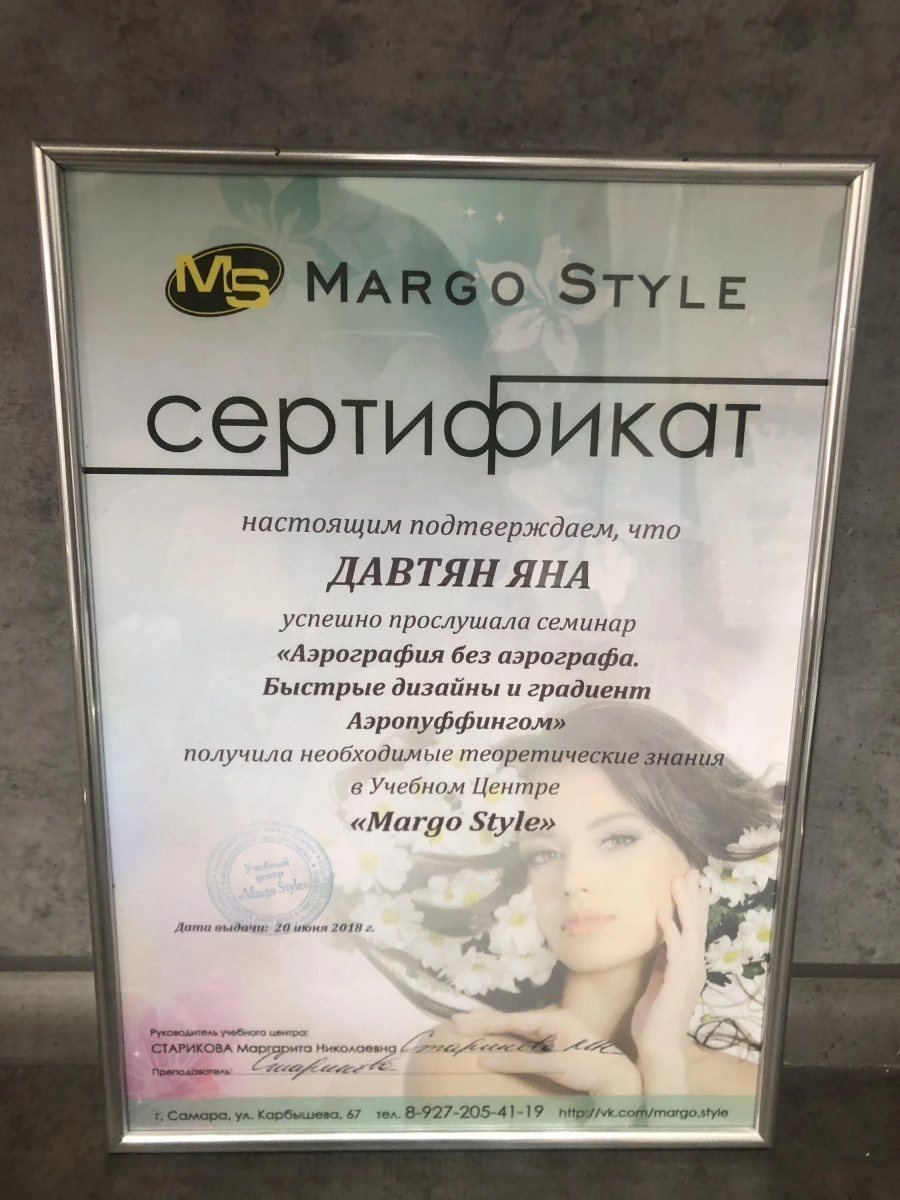 MS MARGO STYLE
сертификат
настоящим подтверждаем, что
ДАВТЯН ЯНА
успешно прослушала семинар
«Аэрография без аэрографа.
Быстрые дизайны и градиент
Аэропуффингом»
получила необходимые теоретические знания
в Учебном Центре
«Margo Style»
Учебный
центр
«Margo Style»
Дата выдачи: 20 июня 2018 г.
Руководитель учебного центра:
СТАРИКОВА Маргарита Николаевна Старикова МН
Преподаватель: Старикова
г. Самара, ул. Карбышева, 67 тел. 8-927-205-41-19 http://vk.com/margo.style